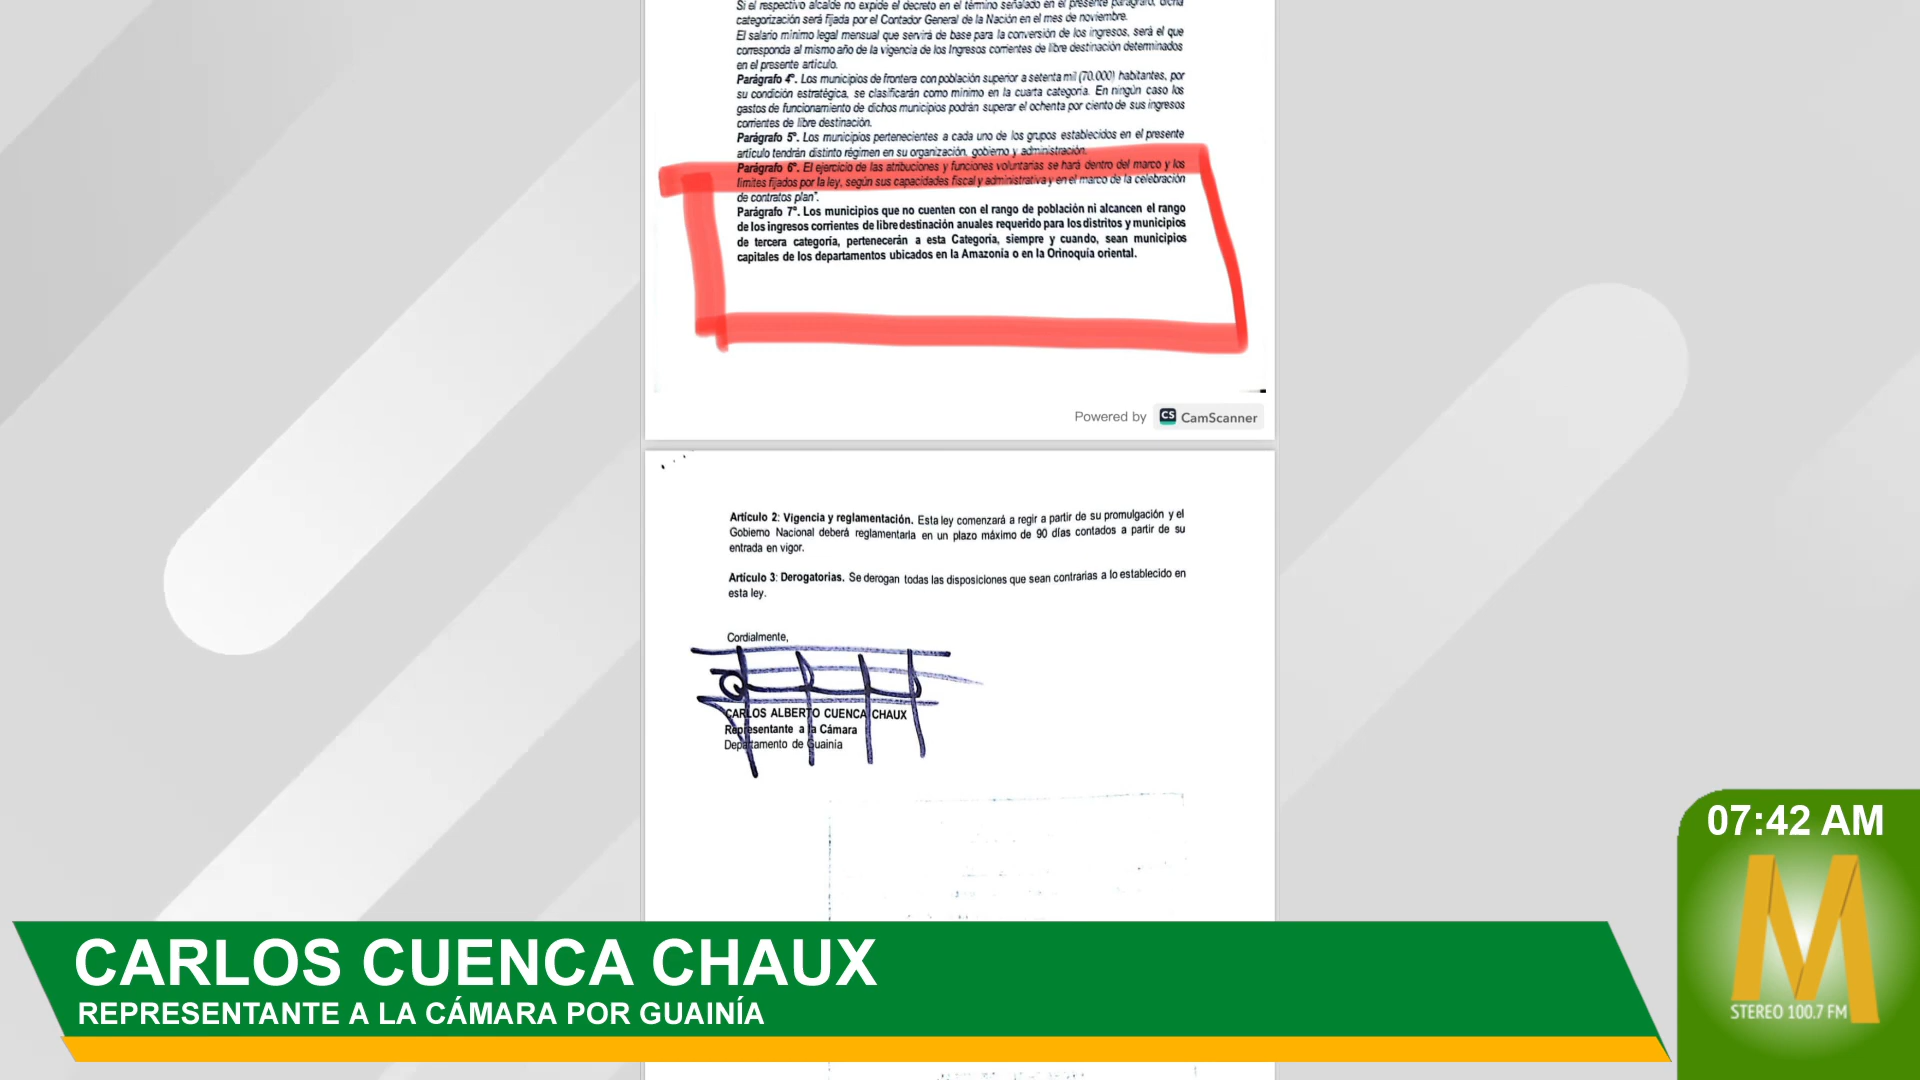 Si el respectivo alcalde no expide el decreto en el término señalado en el presente parágrafo, dicha
categorización será fijada por el Contador General de la Nación en el mes de noviembre.
El salario mínimo legal mensual que servirá de base para la conversión de los ingresos, será el que
corresponda al mismo año de la vigencia de los Ingresos corrientes de libre destinación determinados
en el presente artículo.
Parágrafo 4°. Los municipios de frontera con población superior a setenta mil (70.000) habitantes, por
su condición estratégica, se clasificarán como mínimo en la cuarta categoría. En ningún caso los
gastos de funcionamiento de dichos municipios podrán superar el ochenta por ciento de sus ingresos
corrientes de libre destinación.
Parágrafo 5°. Los municipios pertenecientes a cada uno de los grupos establecidos en el presente
artículo tendrán distinto régimen en su organización, gobierno y administración.
Parágrafo 6°. El ejercicio de las atribuciones y funciones voluntarias se hará dentro del marco y los
límites fijados por la ley, según sus capacidades fiscal y administrativa y en el marco de la celebración
de contratos plan".
Parágrafo 7°. Los municipios que no cuenten con el rango de población ni alcancen el rango
de los ingresos corrientes de libre destinación anuales requerido para los distritos y municipios
de tercera categoría, pertenecerán a esta Categoría, siempre y cuando, sean municipios
capitales de los departamentos ubicados en la Amazonía o en la Orinoquía oriental.
Powered by CS CamScanner
Artículo 2: Vigencia y reglamentación. Esta ley comenzará a regir a partir de su promulgación y el
Gobierno Nacional deberá reglamentarla en un plazo máximo de 90 días contados a partir de su
entrada en vigor.
Artículo 3: Derogatorias. Se derogan todas las disposiciones que sean contrarias a lo establecido en
esta ley.
Cordialmente,
CARLOS ALBERTO CUENCA CHAUX
Representante a la Cámara
Departamento de Guainía
07:42 AM
M
STEREO 100.7 FM
CARLOS CUENCA CHAUX
REPRESENTANTE A LA CÁMARA POR GUAINÍA